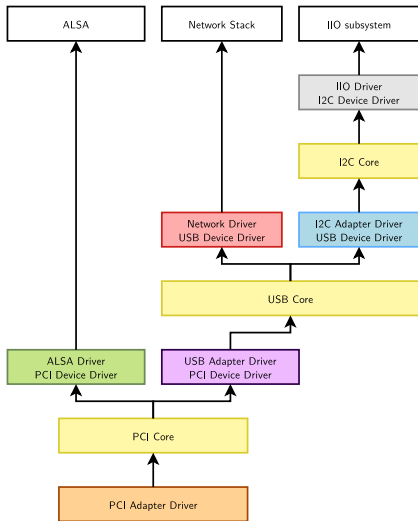 ALSA
Network Stack
IIO subsystem
IIO Driver
I2C Device Driver
I2C Core
Network Driver
USB Device Driver
I2C Adapter Driver
USB Device Driver
USB Core
ALSA Driver
PCI Device Driver
USB Adapter Driver
PCI Device Driver
PCI Core
PCI Adapter Driver